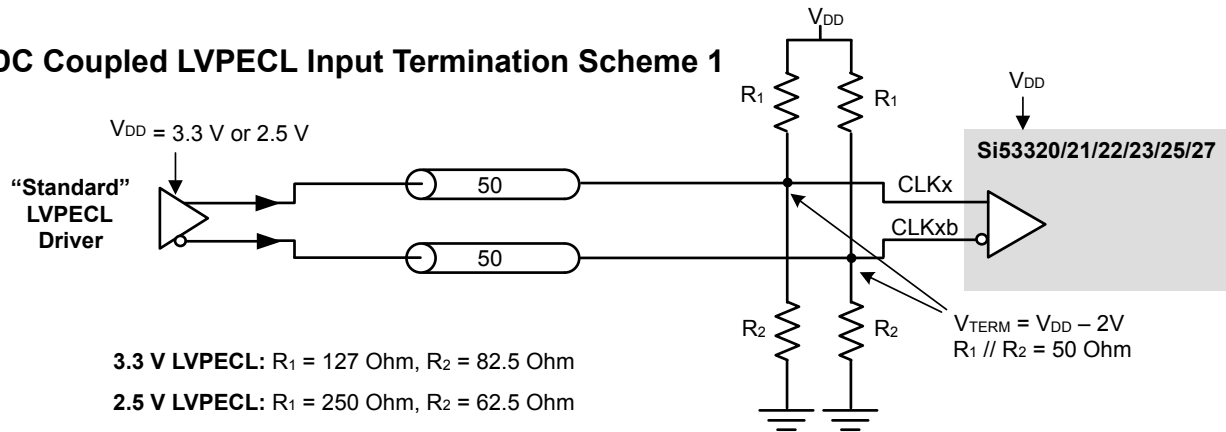 DC Coupled LVPECL Input Termination Scheme 1
VDD
R1
R1
VDD
VDD = 3.3 V or 2.5 V
Si53320/21/22/23/25/27
"Standard"
LVPECL
Driver
50
CLKx
50
CLKxb
R2
R2
VTERM = VDD – 2V
R1 // R2 = 50 Ohm
3.3 V LVPECL: R1 = 127 Ohm, R2 = 82.5 Ohm
2.5 V LVPECL: R1 = 250 Ohm, R2 = 62.5 Ohm